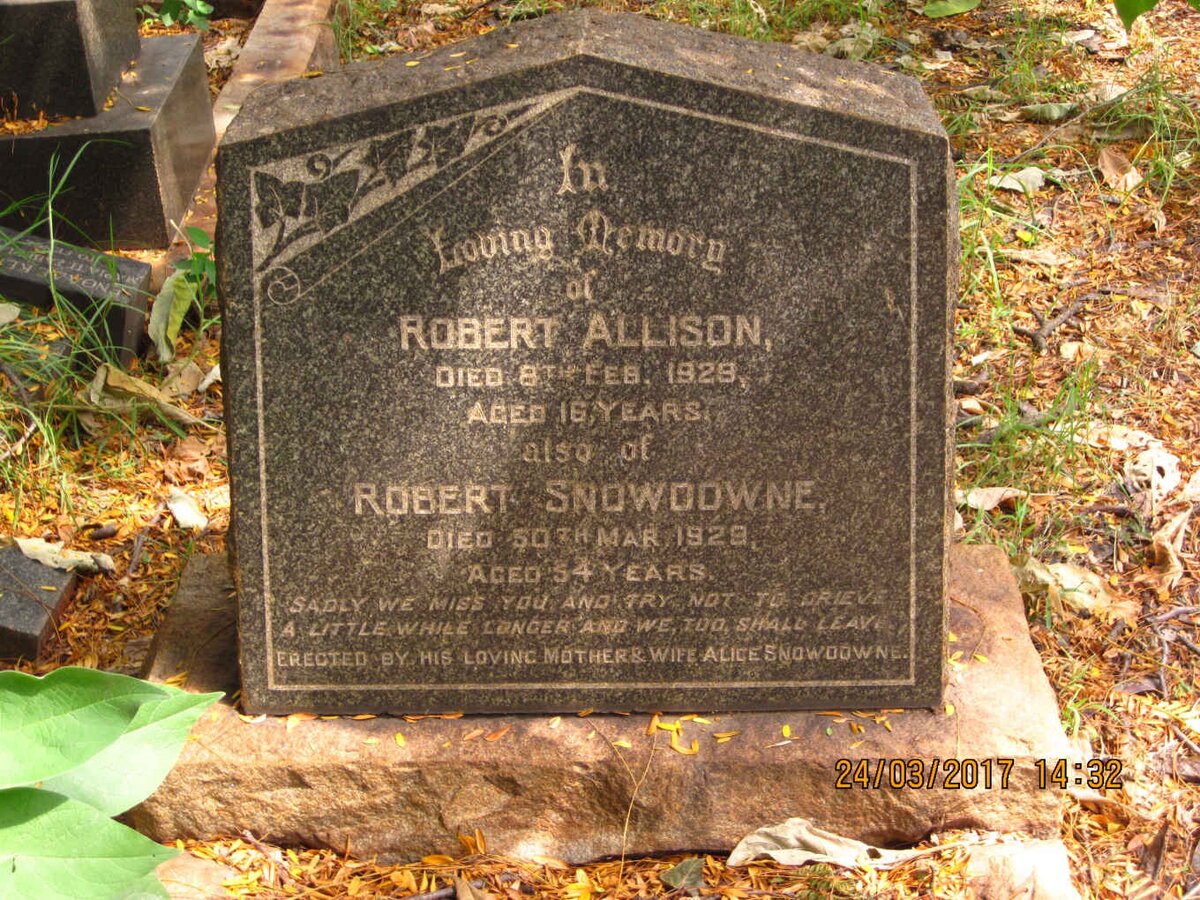 In
Loving Memory
of
ROBERT ALLISON,
DIED 8TH FEB. 1929,
AGED 16 YEARS.
also of
ROBERT SNOWDOWNE,
DIED 30TH MAR. 1929,
AGED 54 YEARS.
SADLY WE MISS YOU AND TRY NOT TO GRIEVE
A LITTLE WHILE LONGER AND WE, TOO, SHALL LEAVE
ERECTED BY HIS LOVING MOTHER & WIFE ALICE SNOWDOWNE.
24/03/2017 14:32